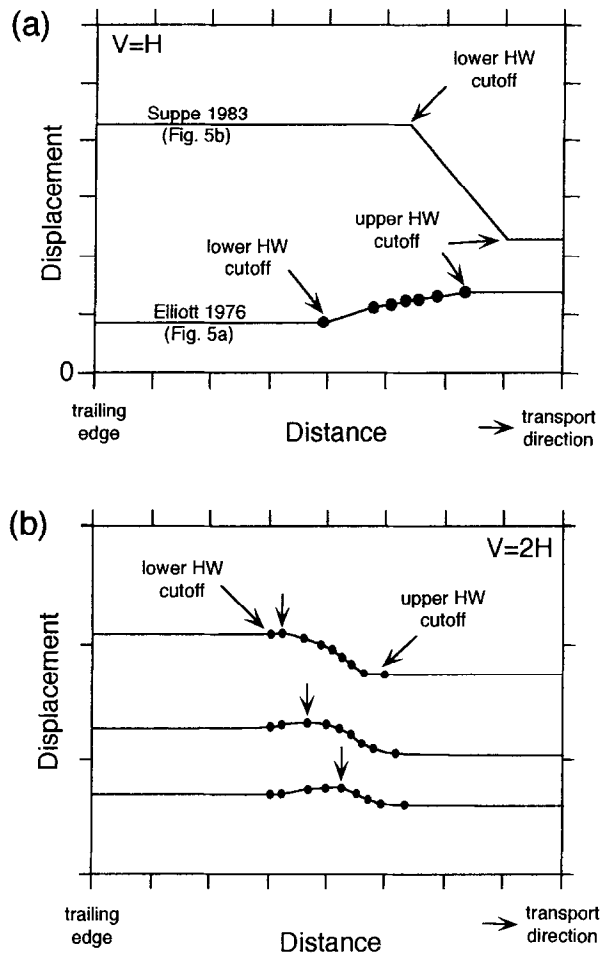 (a)
V=H
lower HW
cutoff
Suppe 1983
(Fig. 5b)
upper HW
cutoff
lower HW
cutoff
Elliott 1976
(Fig. 5a)
Displacement
0
trailing
edge
Distance
transport
direction
(b)
V=2H
lower HW
cutoff
upper HW
cutoff
Displacement
trailing
edge
Distance
transport
direction